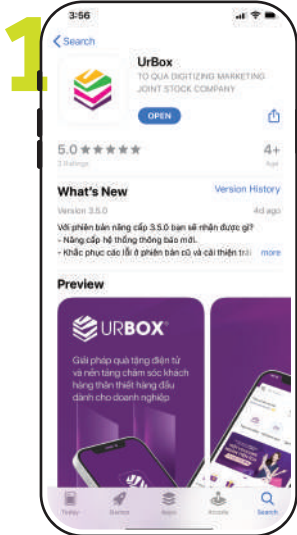 1
3:56
Search
UrBox
TO QUA DIGITIZING MARKETING
JOINT STOCK COMPANY
OPEN
5.0 ★★★★★
4+
2 Ratings
Age
What's New
Version History
Version 3.5.0
4d ago
Với phiên bản nâng cấp 3.5.0 bạn sẽ nhận được gì?
- Nâng cấp hệ thống thông báo mới.
- Khắc phục các lỗi ở phiên bản cũ và cải thiện trải
more
Preview
URBOX
Giải pháp quà tặng điện tử
và nền tảng chăm sóc khách
hàng thân thiết hàng đầu
dành cho doanh nghiệp
Today
Games
Apps
Arcade
Search